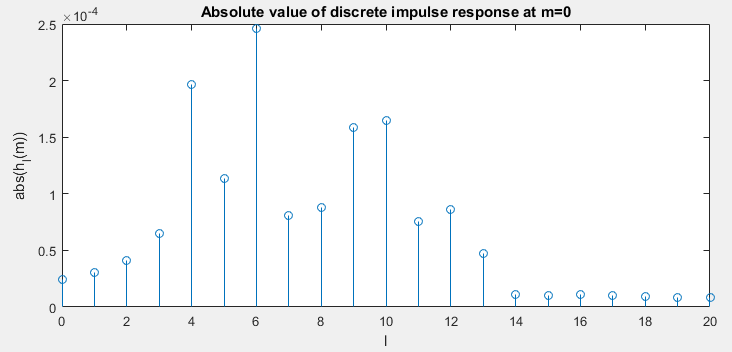 Absolute value of discrete impulse response at m=0
×10^-4
2.5
2
1.5
1
0.5
0
abs(h_l(m))
0 2 4 6 8 10 12 14 16 18 20
l